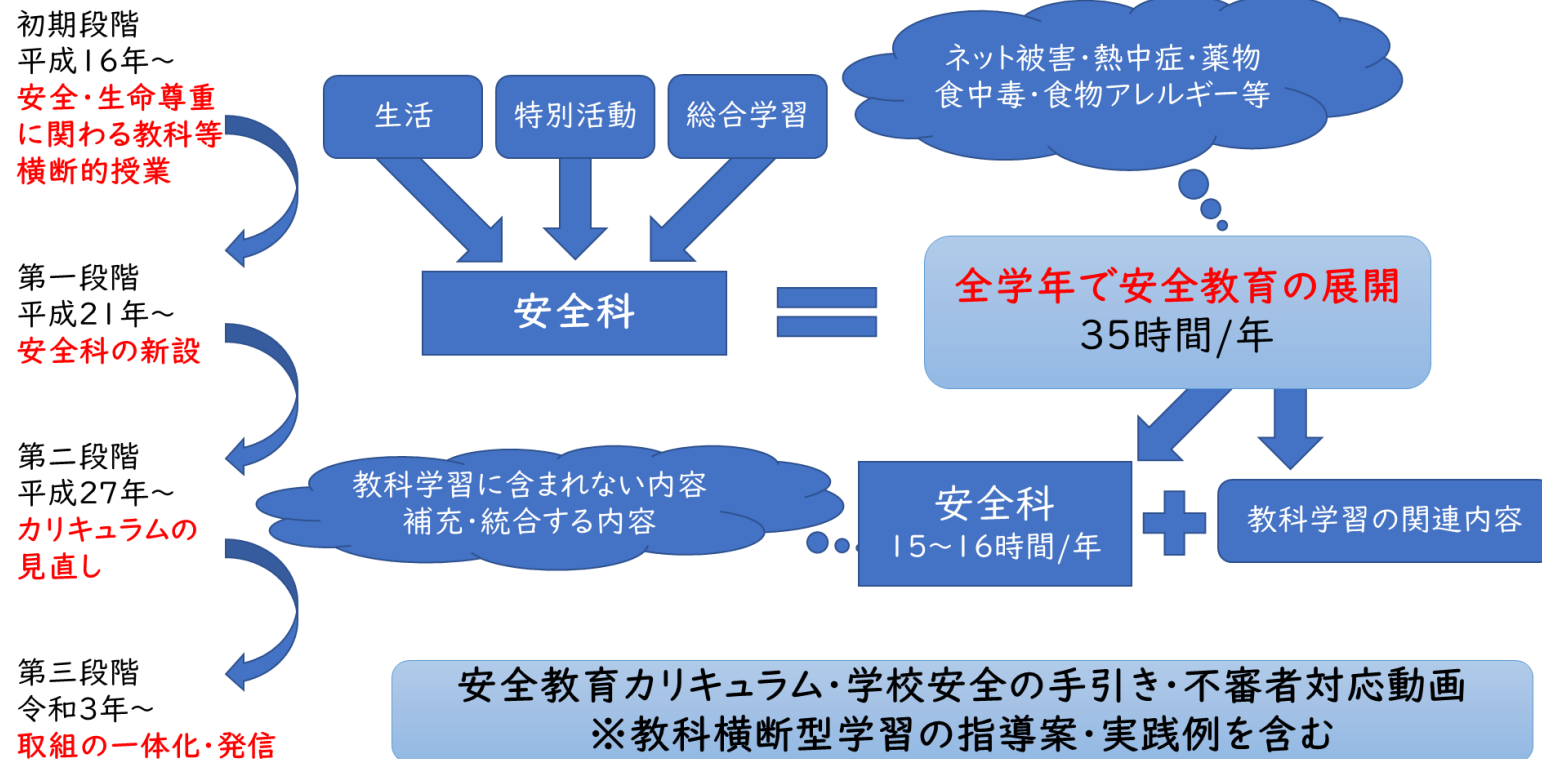 初期段階
平成16年～
安全・生命尊重
に関わる教科等
横断的授業
生活
特別活動
総合学習
ネット被害・熱中症・薬物
食中毒・食物アレルギー等
第一段階
平成21年～
安全科の新設
安全科
全学年で安全教育の展開
35時間/年
第二段階
平成27年～
カリキュラムの
見直し
教科学習に含まれない内容
補充・統合する内容
安全科
15～16時間/年
教科学習の関連内容
第三段階
令和3年～
取組の一体化・発信
安全教育カリキュラム・学校安全の手引き・不審者対応動画
※教科横断型学習の指導案・実践例を含む